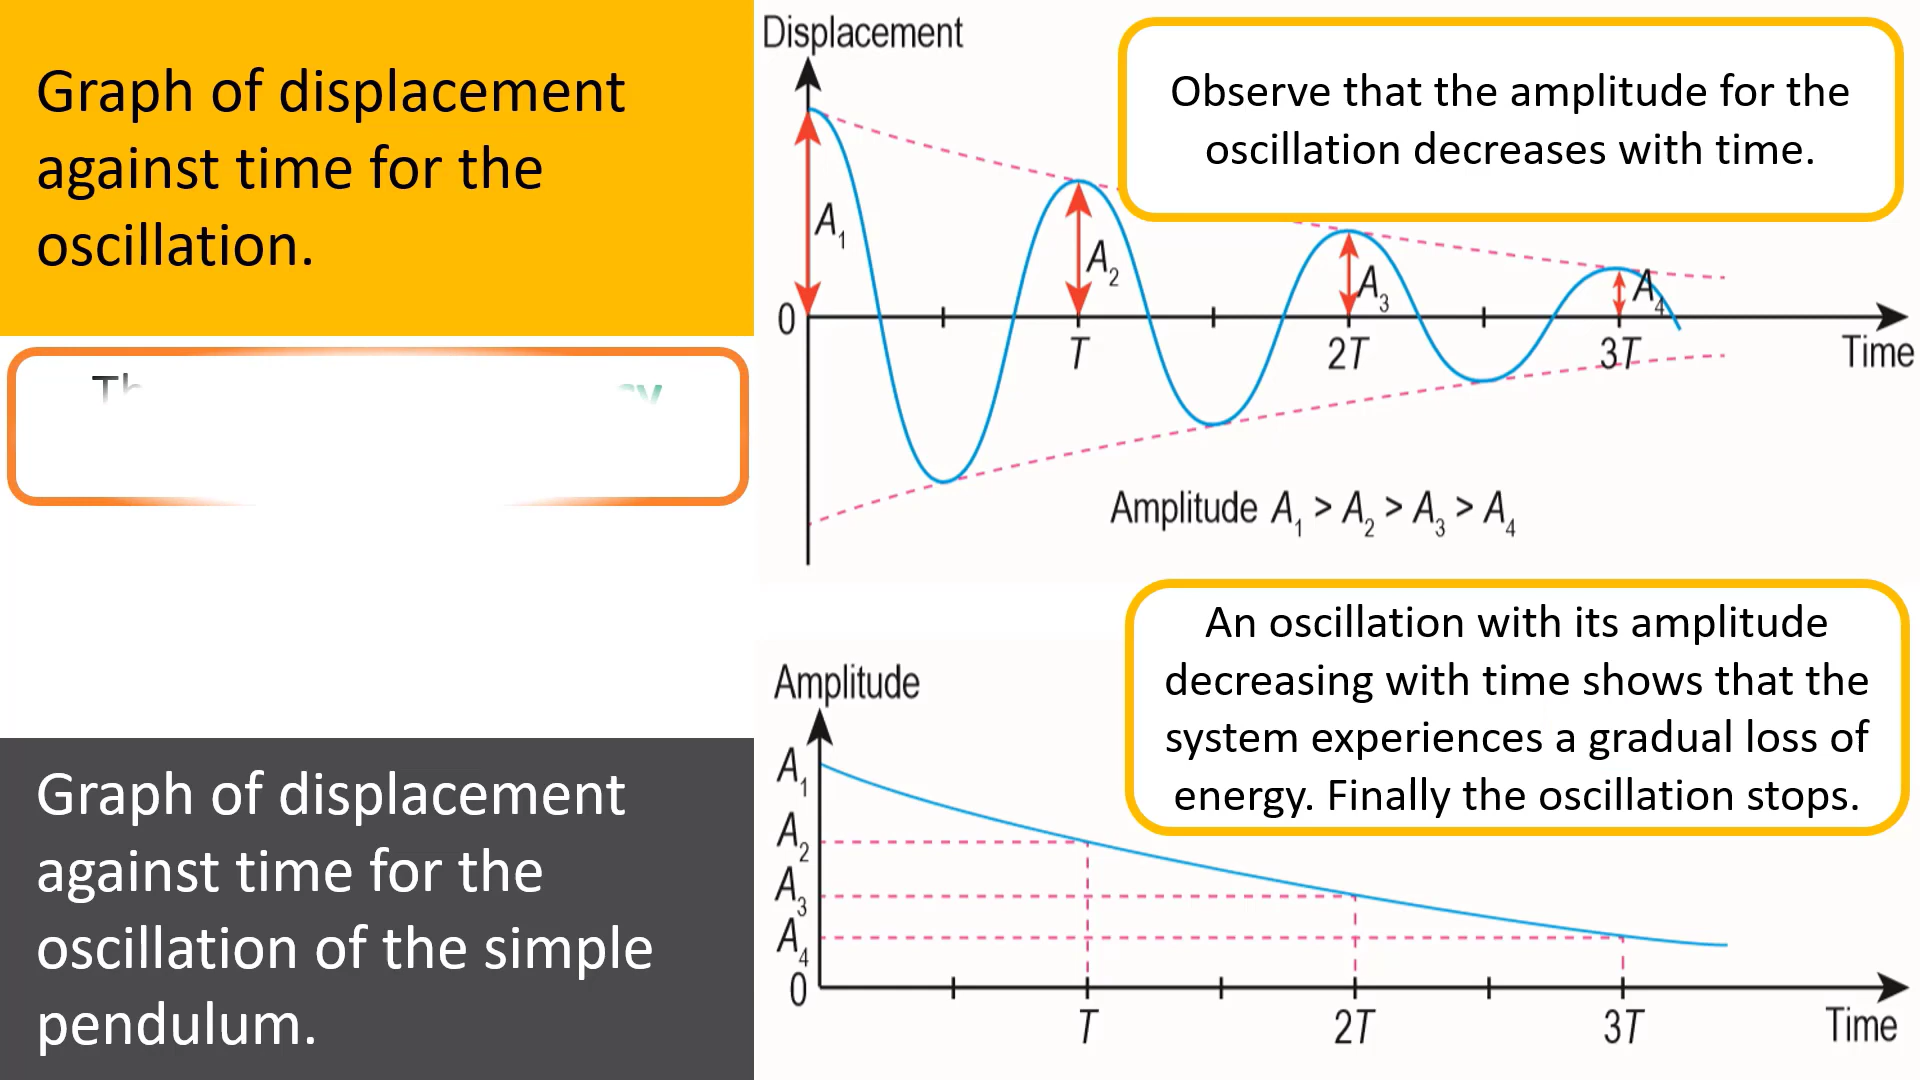 Graph of displacement
against time for the
oscillation.
Displacement
Observe that the amplitude for the
oscillation decreases with time.
A₁
A₂
A₃
A₄
0
T
2T
3T
Time
Amplitude A₁ > A₂ > A₃ > A₄
Graph of displacement
against time for the
oscillation of the simple
pendulum.
An oscillation with its amplitude
decreasing with time shows that the
system experiences a gradual loss of
energy. Finally the oscillation stops.
Amplitude
A₁
A₂
A₃
A₄
0
T
2T
3T
Time